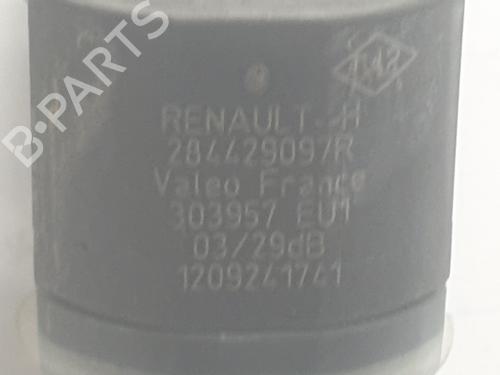 B-PARTS
RENAULT-H
284429097R
Valeo France
303957 EU1
03/29dB
1209241741